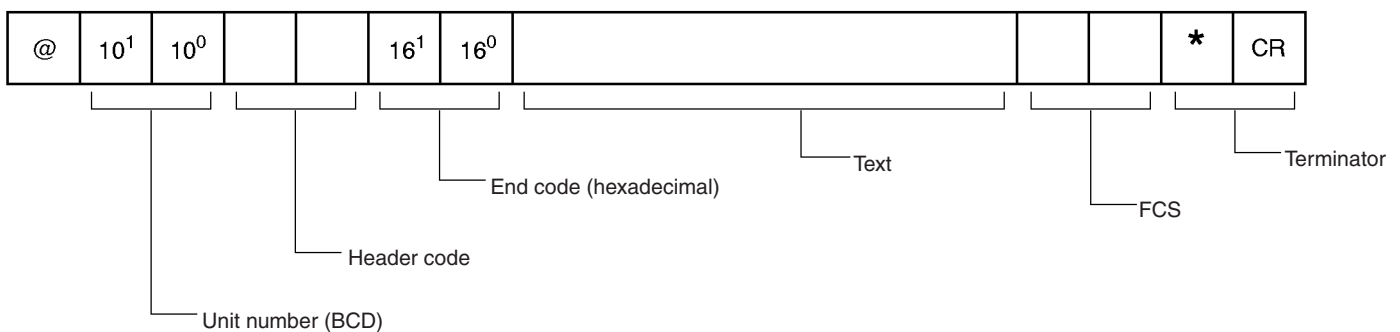 @ 10¹ 10⁰ 16¹ 16⁰ * CR
Text
Terminator
End code (hexadecimal)
FCS
Header code
Unit number (BCD)